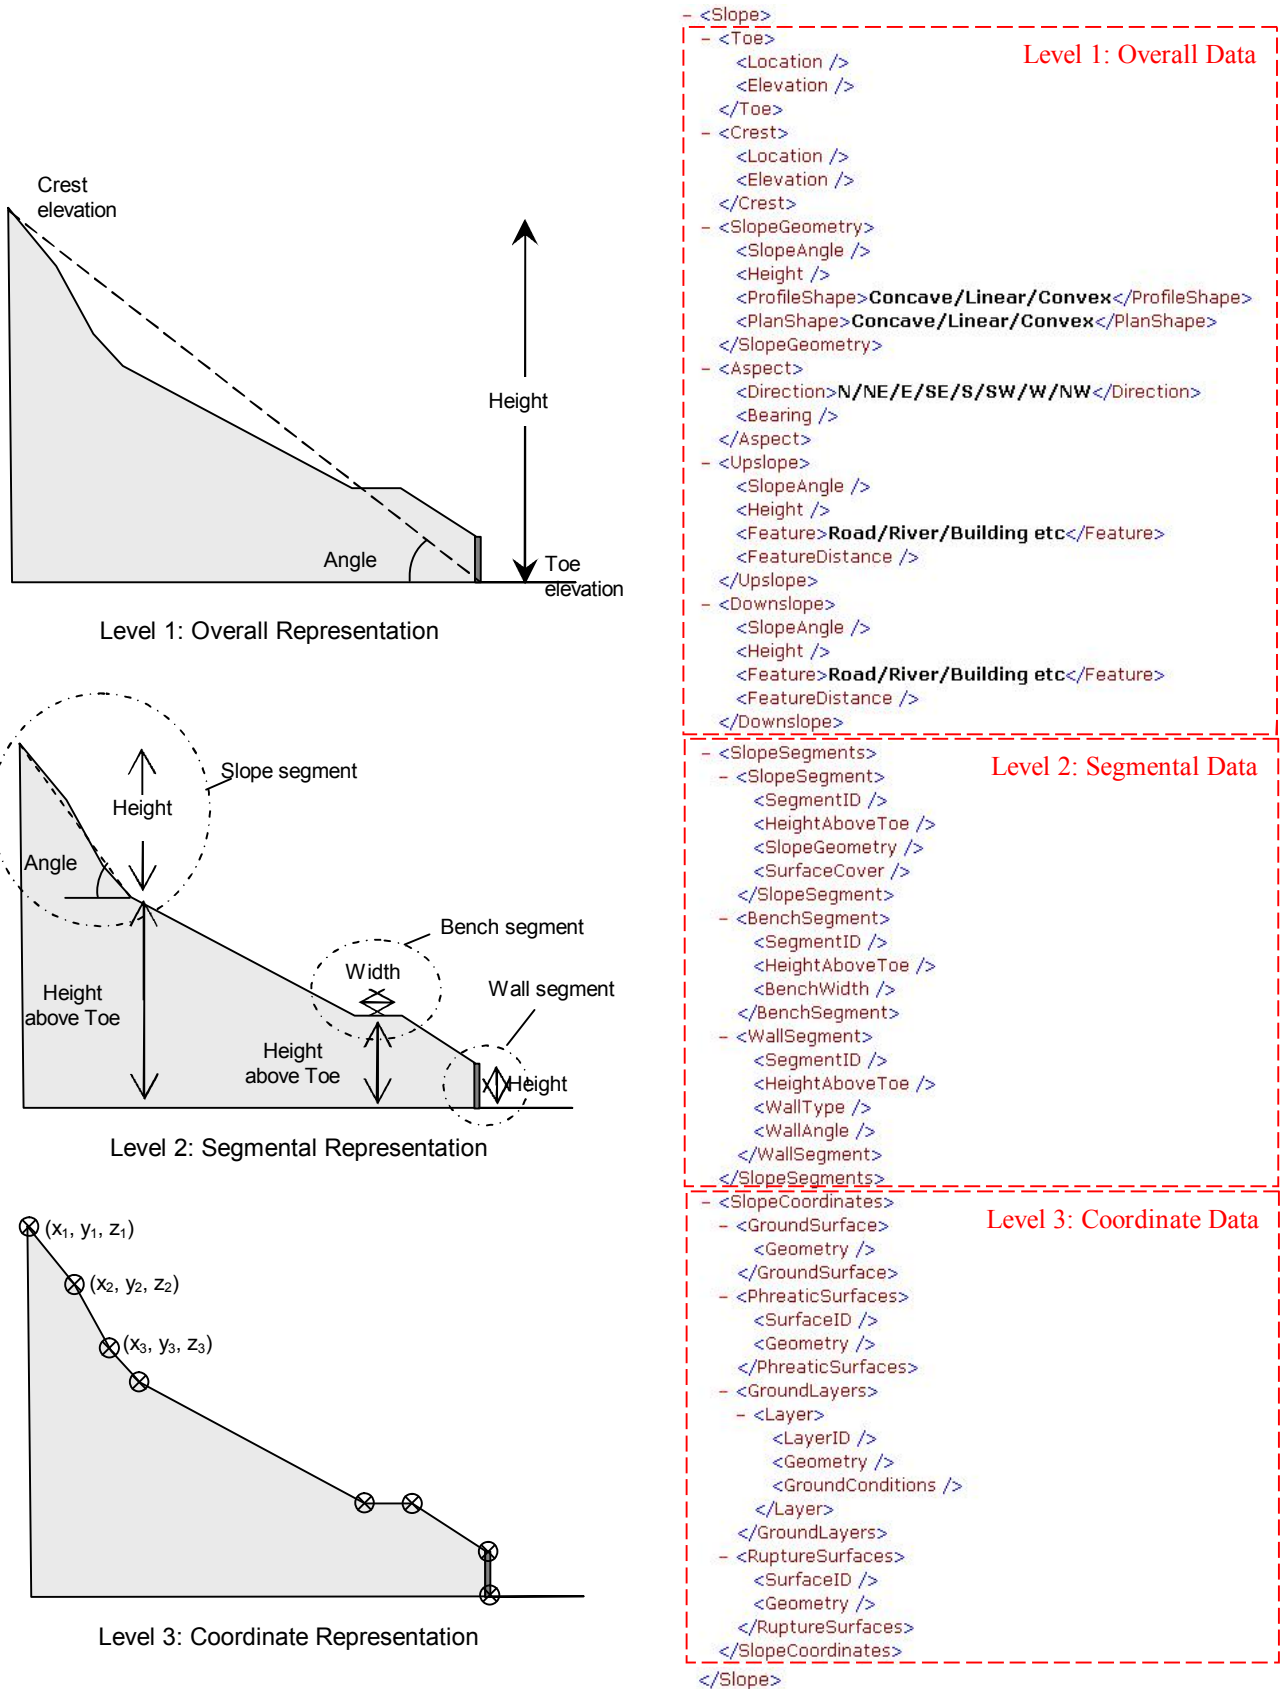 Crest
elevation
Height
Angle
Toe
elevation
Level 1: Overall Representation
Slope segment
Height
Angle
Bench segment
Width
Wall segment
Height
above Toe
Height
above Toe
Height
Level 2: Segmental Representation
(x1, y1, z1)
(x2, y2, z2)
(x3, y3, z3)
Level 3: Coordinate Representation
- <Slope>
Level 1: Overall Data
- <Toe>
<Location />
<Elevation />
</Toe>
- <Crest>
<Location />
<Elevation />
</Crest>
- <SlopeGeometry>
<SlopeAngle />
<Height />
<ProfileShape>Concave/Linear/Convex</ProfileShape>
<PlanShape>Concave/Linear/Convex</PlanShape>
</SlopeGeometry>
- <Aspect>
<Direction>N/NE/E/SE/S/SW/W/NW</Direction>
<Bearing />
</Aspect>
- <Upslope>
<SlopeAngle />
<Height />
<Feature>Road/River/Building etc</Feature>
<FeatureDistance />
</Upslope>
- <Downslope>
<SlopeAngle />
<Height />
<Feature>Road/River/Building etc</Feature>
<FeatureDistance />
</Downslope>
- <SlopeSegments>
Level 2: Segmental Data
- <SlopeSegment>
<SegmentID />
<HeightAboveToe />
<SlopeGeometry />
<SurfaceCover />
</SlopeSegment>
- <BenchSegment>
<SegmentID />
<HeightAboveToe />
<BenchWidth />
</BenchSegment>
- <WallSegment>
<SegmentID />
<HeightAboveToe />
<WallType />
<WallAngle />
</WallSegment>
</SlopeSegments>
- <SlopeCoordinates>
Level 3: Coordinate Data
- <GroundSurface>
<Geometry />
</GroundSurface>
- <PhreaticSurfaces>
<SurfaceID />
<Geometry />
</PhreaticSurfaces>
- <GroundLayers>
- <Layer>
<LayerID />
<Geometry />
<GroundConditions />
</Layer>
</GroundLayers>
- <RuptureSurfaces>
<SurfaceID />
<Geometry />
</RuptureSurfaces>
</SlopeCoordinates>
</Slope>